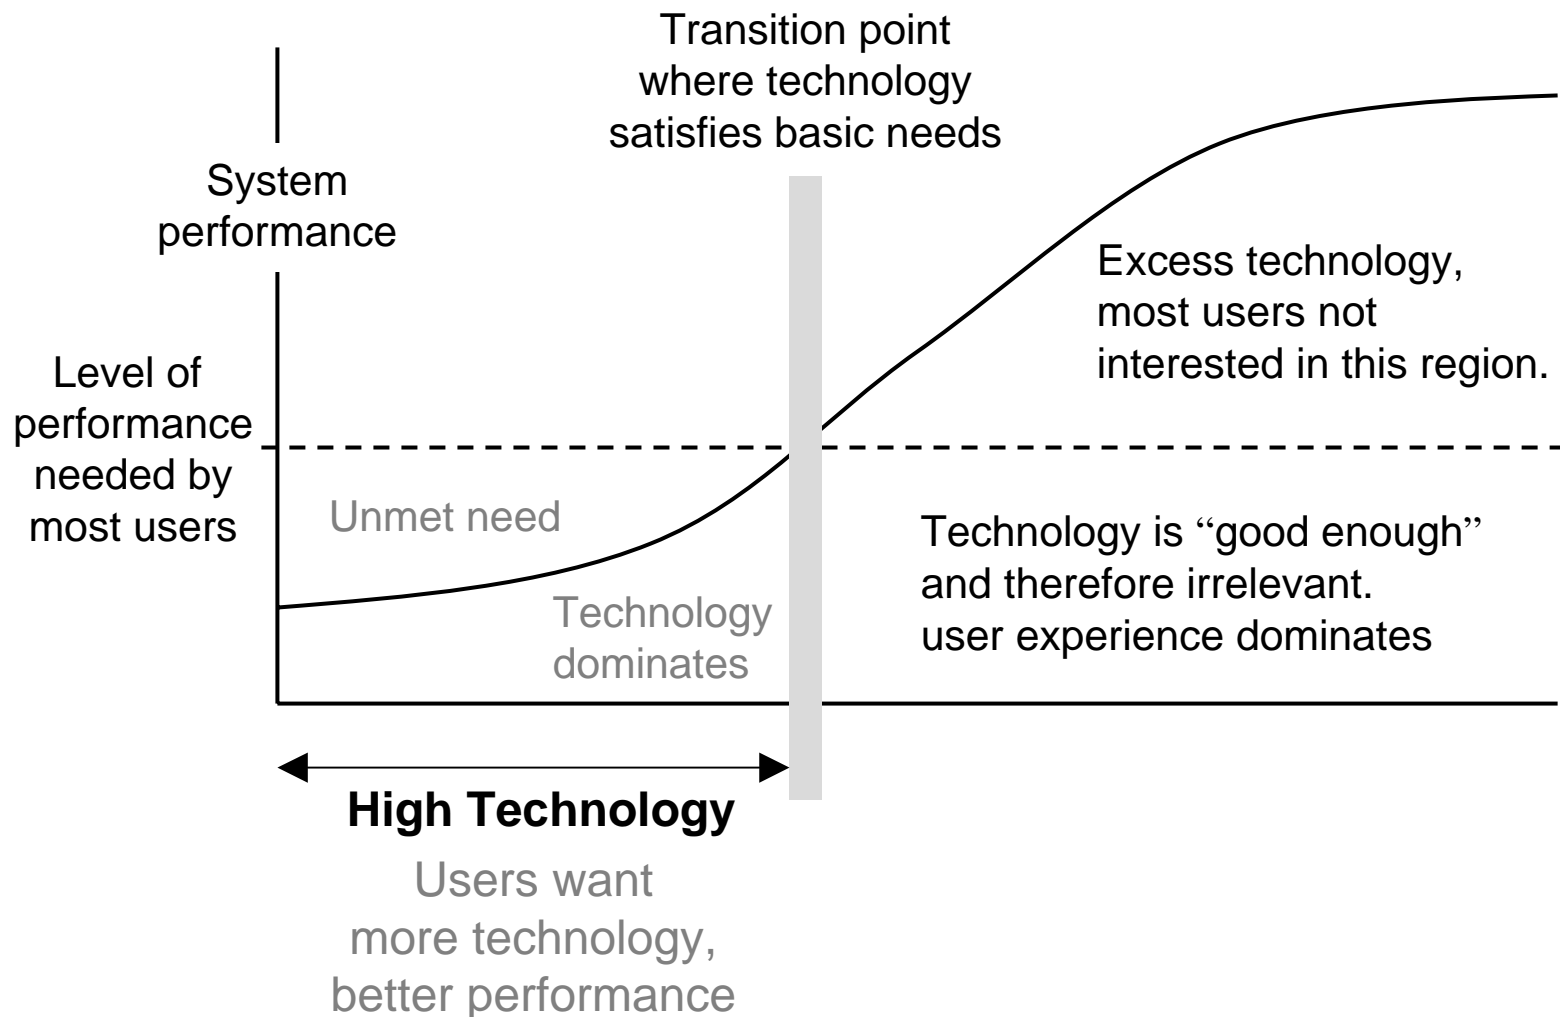 Transition point
where technology
satisfies basic needs
System
performance
Excess technology,
most users not
interested in this region.
Level of
performance
needed by
most users
Unmet need
Technology is “good enough”
and therefore irrelevant.
user experience dominates
Technology
dominates
High Technology
Users want
more technology,
better performance